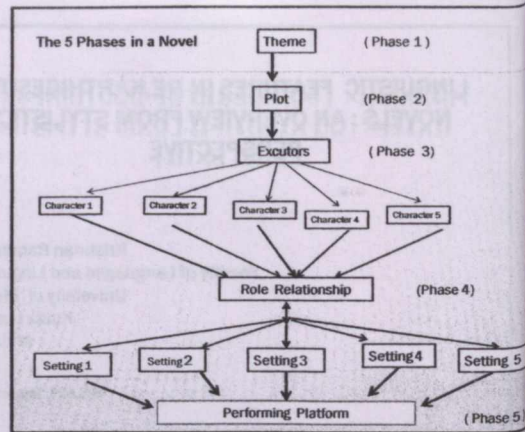 The 5 Phases in a Novel
Theme
( Phase 1 )
Plot
(Phase 2)
Excutors
( Phase 3)
Character 1
Character 2
Character 3
Character 4
Character 5
Role Relationship
(Phase 4)
Setting 1
Setting 2
Setting 3
Setting 4
Setting 5
Performing Platform
(Phase 5)